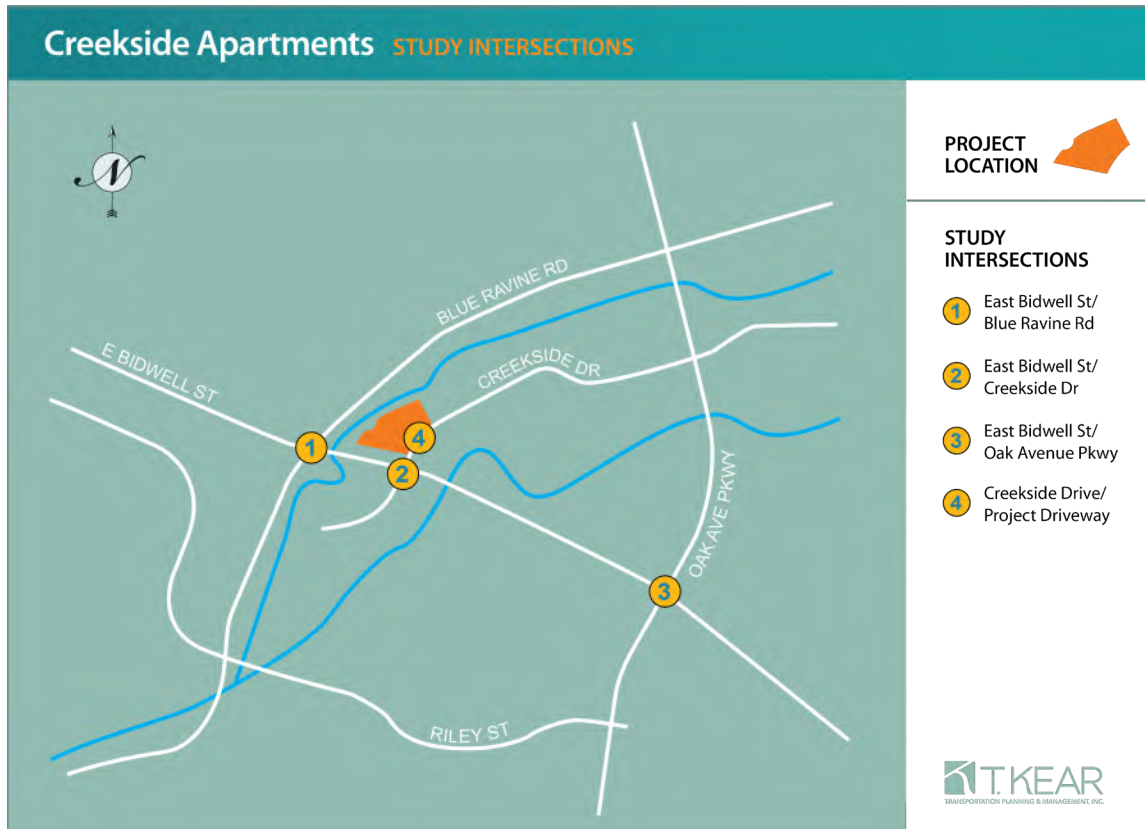 Creekside Apartments STUDY INTERSECTIONS
N
PROJECT
LOCATION
STUDY
INTERSECTIONS
1 East Bidwell St/
Blue Ravine Rd
2 East Bidwell St/
Creekside Dr
3 East Bidwell St/
Oak Avenue Pkwy
4 Creekside Drive/
Project Driveway
BLUE RAVINE RD
E BIDWELL ST
CREEKSIDE DR
OAK AVE PKWY
RILEY ST
1
2
3
4
T.KEAR
TRANSPORTATION PLANNING & MANAGEMENT, INC.